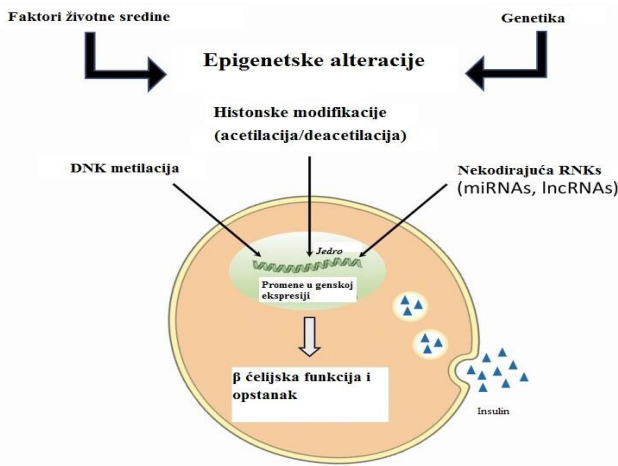 Faktori životne sredine
Genetika
Epigenetske alteracije
Histonske modifikacije
(acetilacija/deacetilacija)
DNK metilacija
Nekodirajuća RNKs
(miRNAs, lncRNAs)
Jedro
Promene u genskoj
ekspresiji
β ćelijska funkcija i
opstanak
Insulin